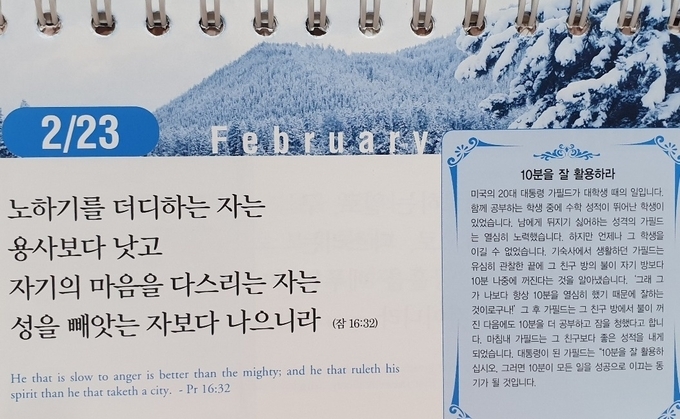 2/23
February
노하기를 더디하는 자는
용사보다 낫고
자기의 마음을 다스리는 자는
성을 빼앗는 자보다 나으니라 (잠 16:32)
He that is slow to anger is better than the mighty; and he that ruleth his
spirit than he that taketh a city. - Pr 16:32
10분을 잘 활용하라
미국의 20대 대통령 가필드가 대학생 때의 일입니다.
함께 공부하는 학생 중에 수학 성적이 뛰어난 학생이
있었습니다. 남에게 뒤지기 싫어하는 성격의 가필드
는 열심히 노력했습니다. 하지만 언제나 그 학생을
이길 수 없었습니다. 기숙사에서 생활하던 가필드는
유심히 관찰한 끝에 그 친구 방의 불이 자기 방보다
10분 나중에 꺼진다는 것을 알아냈습니다. '그래 그
가 나보다 항상 10분을 열심히 했기 때문에 잘하는
것이로구나!' 그 후 가필드는 그 친구 방에서 불이 꺼
진 다음에도 10분을 더 공부하고 잠을 청했다고 합니
다. 마침내 가필드는 그 친구보다 좋은 성적을 내게
되었습니다. 대통령이 된 가필드는 "10분을 잘 활용하
십시오. 그러면 10분이 모든 일을 성공으로 이끄는 동
기가 될 것입니다.